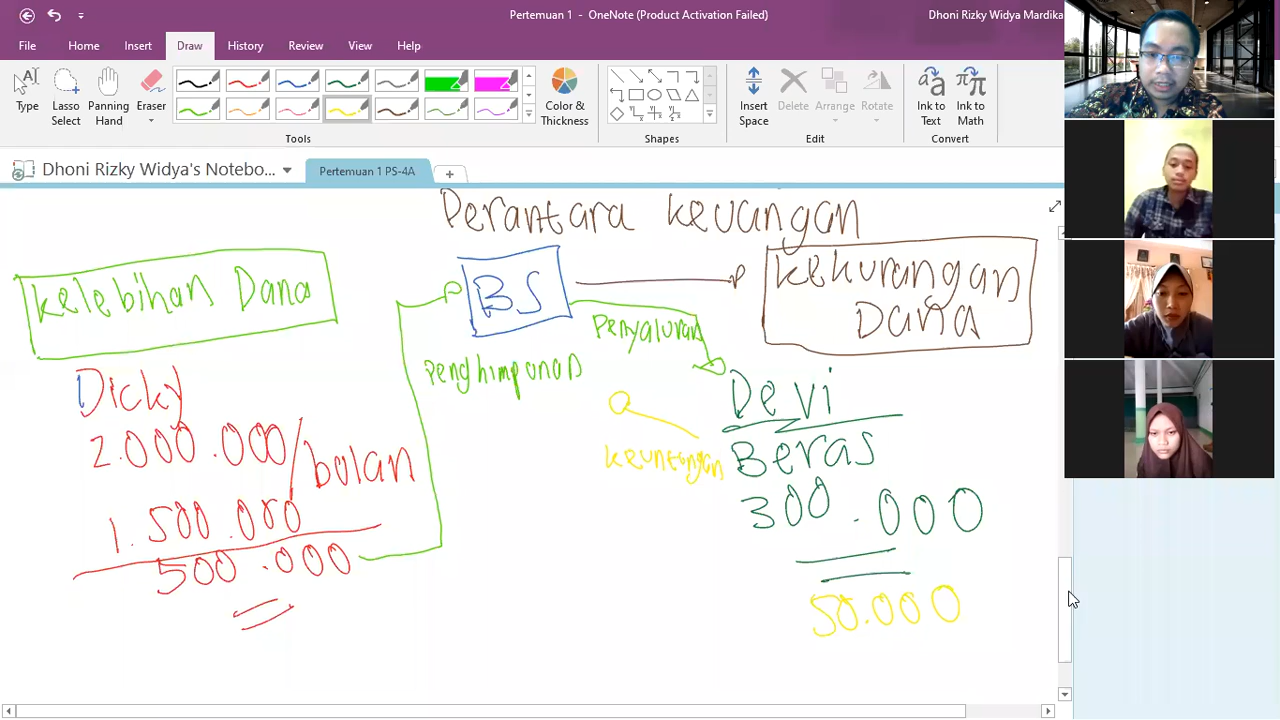 Pertemuan 1 - OneNote (Product Activation Failed)
Dhoni Rizky Widya Mardika
File Home Insert Draw History Review View Help
Type
Lasso Select
Panning Hand
Eraser
Color & Thickness
Insert Space
Delete
Arrange
Rotate
Ink to Text
Ink to Math
Tools
Shapes
Edit
Convert
Dhoni Rizky Widya's Notebo...
Pertemuan 1 PS-4A
Perantara keuangan
Kelebihan Dana
BS
Kekurangan Dana
Penyaluran
Penghimpunan
Dicky
2.000.000/bulan
1.500.000
500.000
Devi
Beras
300.000
keuntungan
50.000